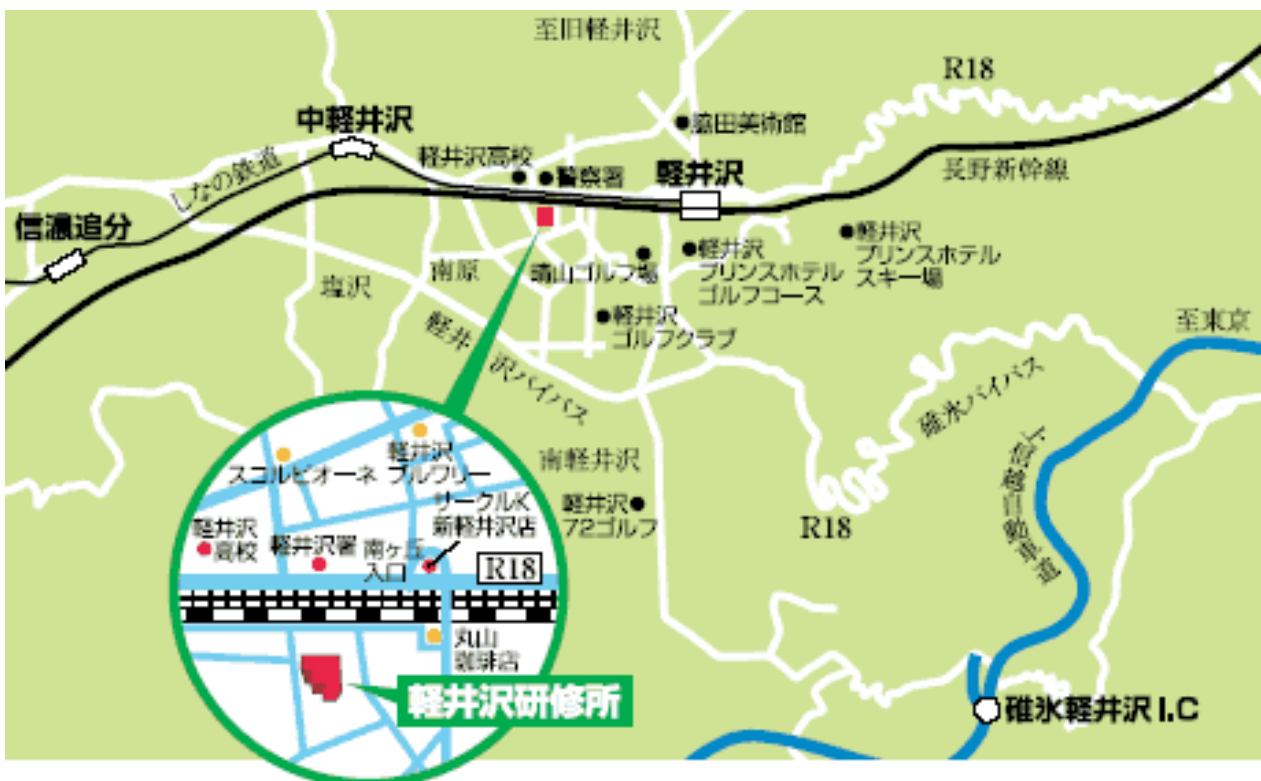 至旧軽井沢
R18
中軽井沢
脇田美術館
軽井沢高校
警察署
軽井沢
長野新幹線
しなの鉄道
信濃追分
軽井沢
プリンスホテル
スキー場
軽井沢
プリンスホテル
ゴルフコース
南原
晴山ゴルフ場
塩沢
軽井沢
ゴルフクラブ
至東京
軽井沢バイパス
碓氷バイパス
上信越自動車道
南軽井沢
軽井沢
72ゴルフ
R18
スコルピオーネ
軽井沢
ブルワリー
サークルK
新軽井沢店
軽井沢
高校
軽井沢署
南ヶ丘
入口
R18
丸山
珈琲店
軽井沢研修所
碓氷軽井沢I.C